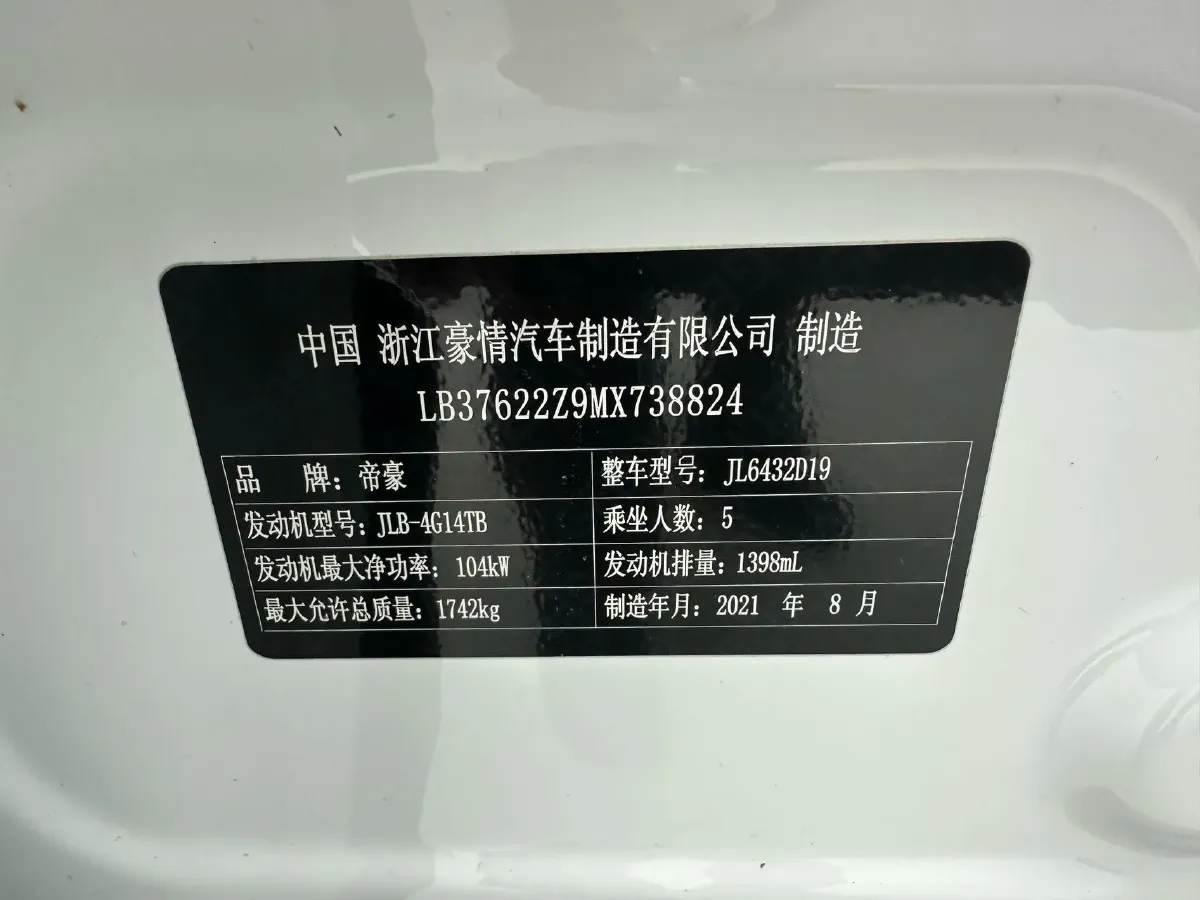 中国 浙江豪情汽车制造有限公司 制造
LB37622Z9MX738824
品 牌：帝豪 整车型号：JL6432D19
发动机型号：JLB-4G14TB 乘坐人数：5
发动机最大净功率：104kW 发动机排量：1398mL
最大允许总质量：1742kg 制造年月：2021 年 8 月